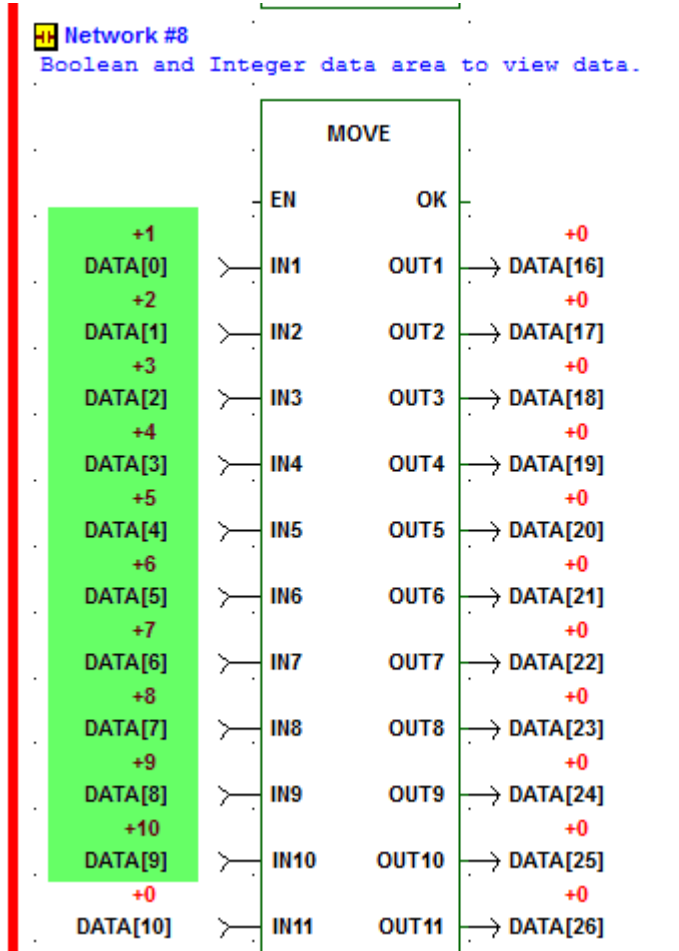 Network #8
Boolean and Integer data area to view data.
MOVE
EN OK
+1 +0
DATA[0] IN1 OUT1 DATA[16]
+2 +0
DATA[1] IN2 OUT2 DATA[17]
+3 +0
DATA[2] IN3 OUT3 DATA[18]
+4 +0
DATA[3] IN4 OUT4 DATA[19]
+5 +0
DATA[4] IN5 OUT5 DATA[20]
+6 +0
DATA[5] IN6 OUT6 DATA[21]
+7 +0
DATA[6] IN7 OUT7 DATA[22]
+8 +0
DATA[7] IN8 OUT8 DATA[23]
+9 +0
DATA[8] IN9 OUT9 DATA[24]
+10 +0
DATA[9] IN10 OUT10 DATA[25]
+0 +0
DATA[10] IN11 OUT11 DATA[26]